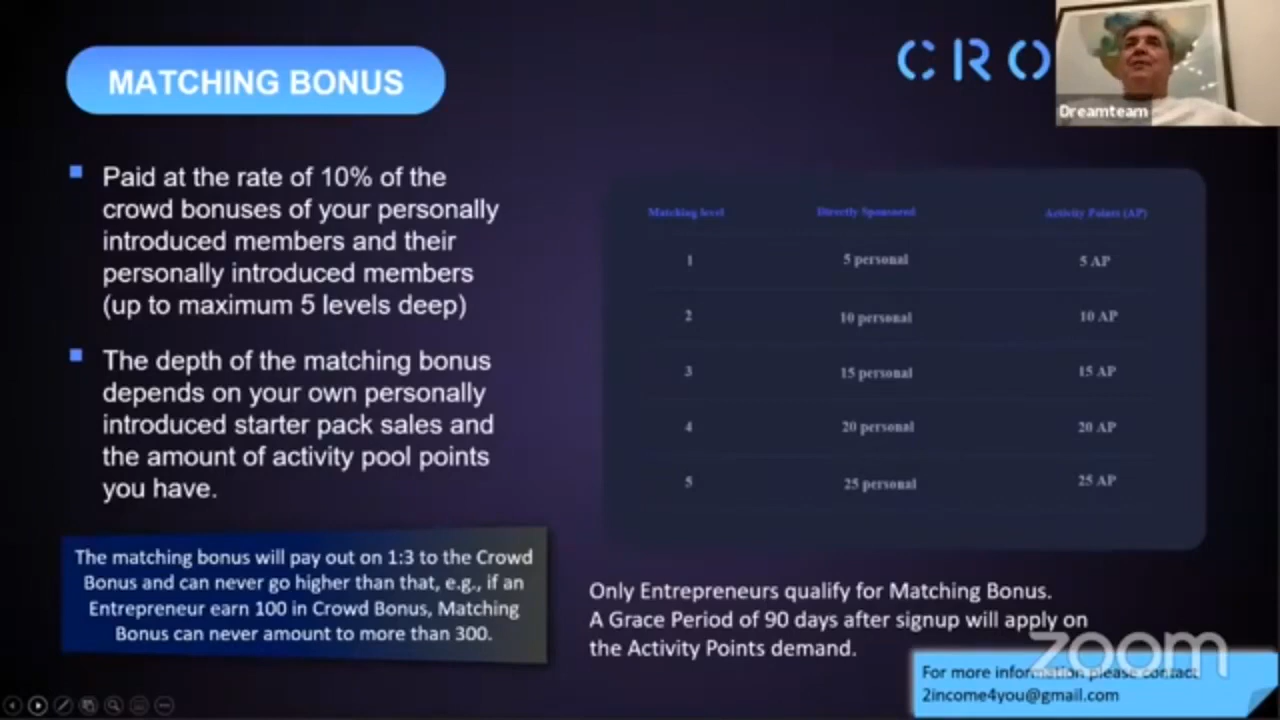 MATCHING BONUS
CRO
Dreamteam
Paid at the rate of 10% of the
crowd bonuses of your personally
introduced members and their
personally introduced members
(up to maximum 5 levels deep)
The depth of the matching bonus
depends on your own personally
introduced starter pack sales and
the amount of activity pool points
you have.
The matching bonus will pay out on 1:3 to the Crowd
Bonus and can never go higher than that, e.g., if an
Entrepreneur earn 100 in Crowd Bonus, Matching
Bonus can never amount to more than 300.
Matching level Directly Sponsored Activity Points (AP)
1 5 personal 5 AP
2 10 personal 10 AP
3 15 personal 15 AP
4 20 personal 20 AP
5 25 personal 25 AP
Only Entrepreneurs qualify for Matching Bonus.
A Grace Period of 90 days after signup will apply on
the Activity Points demand.
zoom
For more information please contact
2income4you@gmail.com